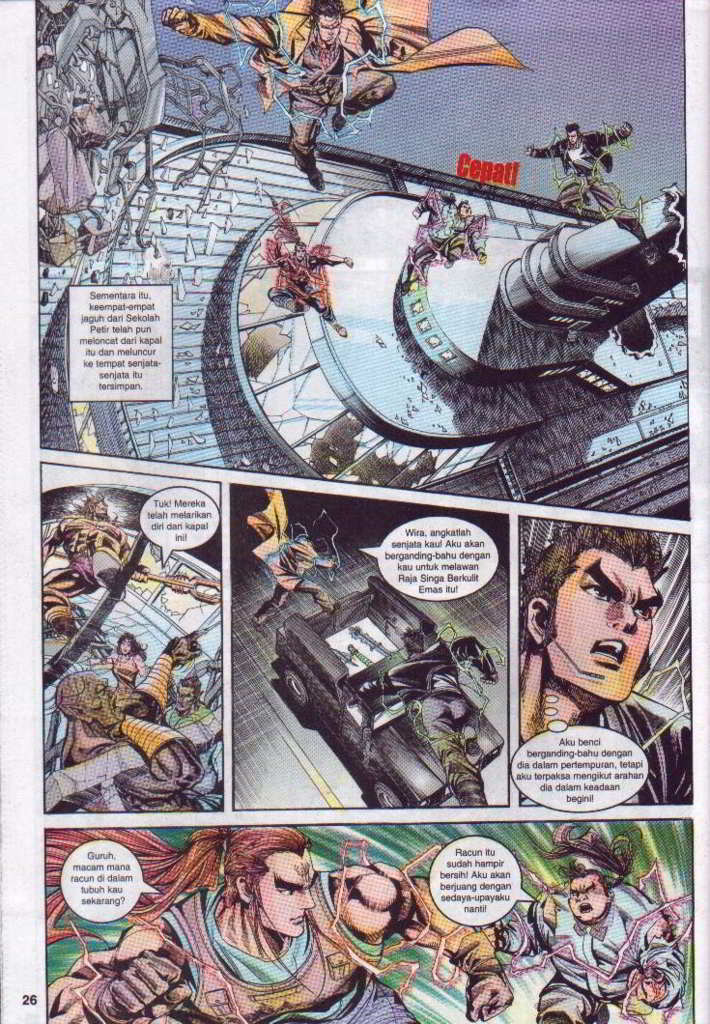 Cepat!
Sementara itu,
keempat-empat
jaguh dari Sekolah
Petir telah pun
meloncat dari kapal
itu dan meluncur
ke tempat senjata-
senjata itu
tersimpan.
Tuk! Mereka
telah melarikan
diri dari kapal
ini!
Wira, angkatlah
senjata kau! Aku akan
berganding-bahu dengan
kau untuk melawan
Raja Singa Berkulit
Emas itu!
Aku benci
berganding-bahu dengan
dia dalam pertempuran, tetapi
aku terpaksa mengikut arahan
dia dalam keadaan
begini!
Guruh,
macam mana
racun di dalam
tubuh kau
sekarang?
Racun itu
sudah hampir
bersih! Aku akan
berjuang dengan
sedaya-upayaku
nanti!
26